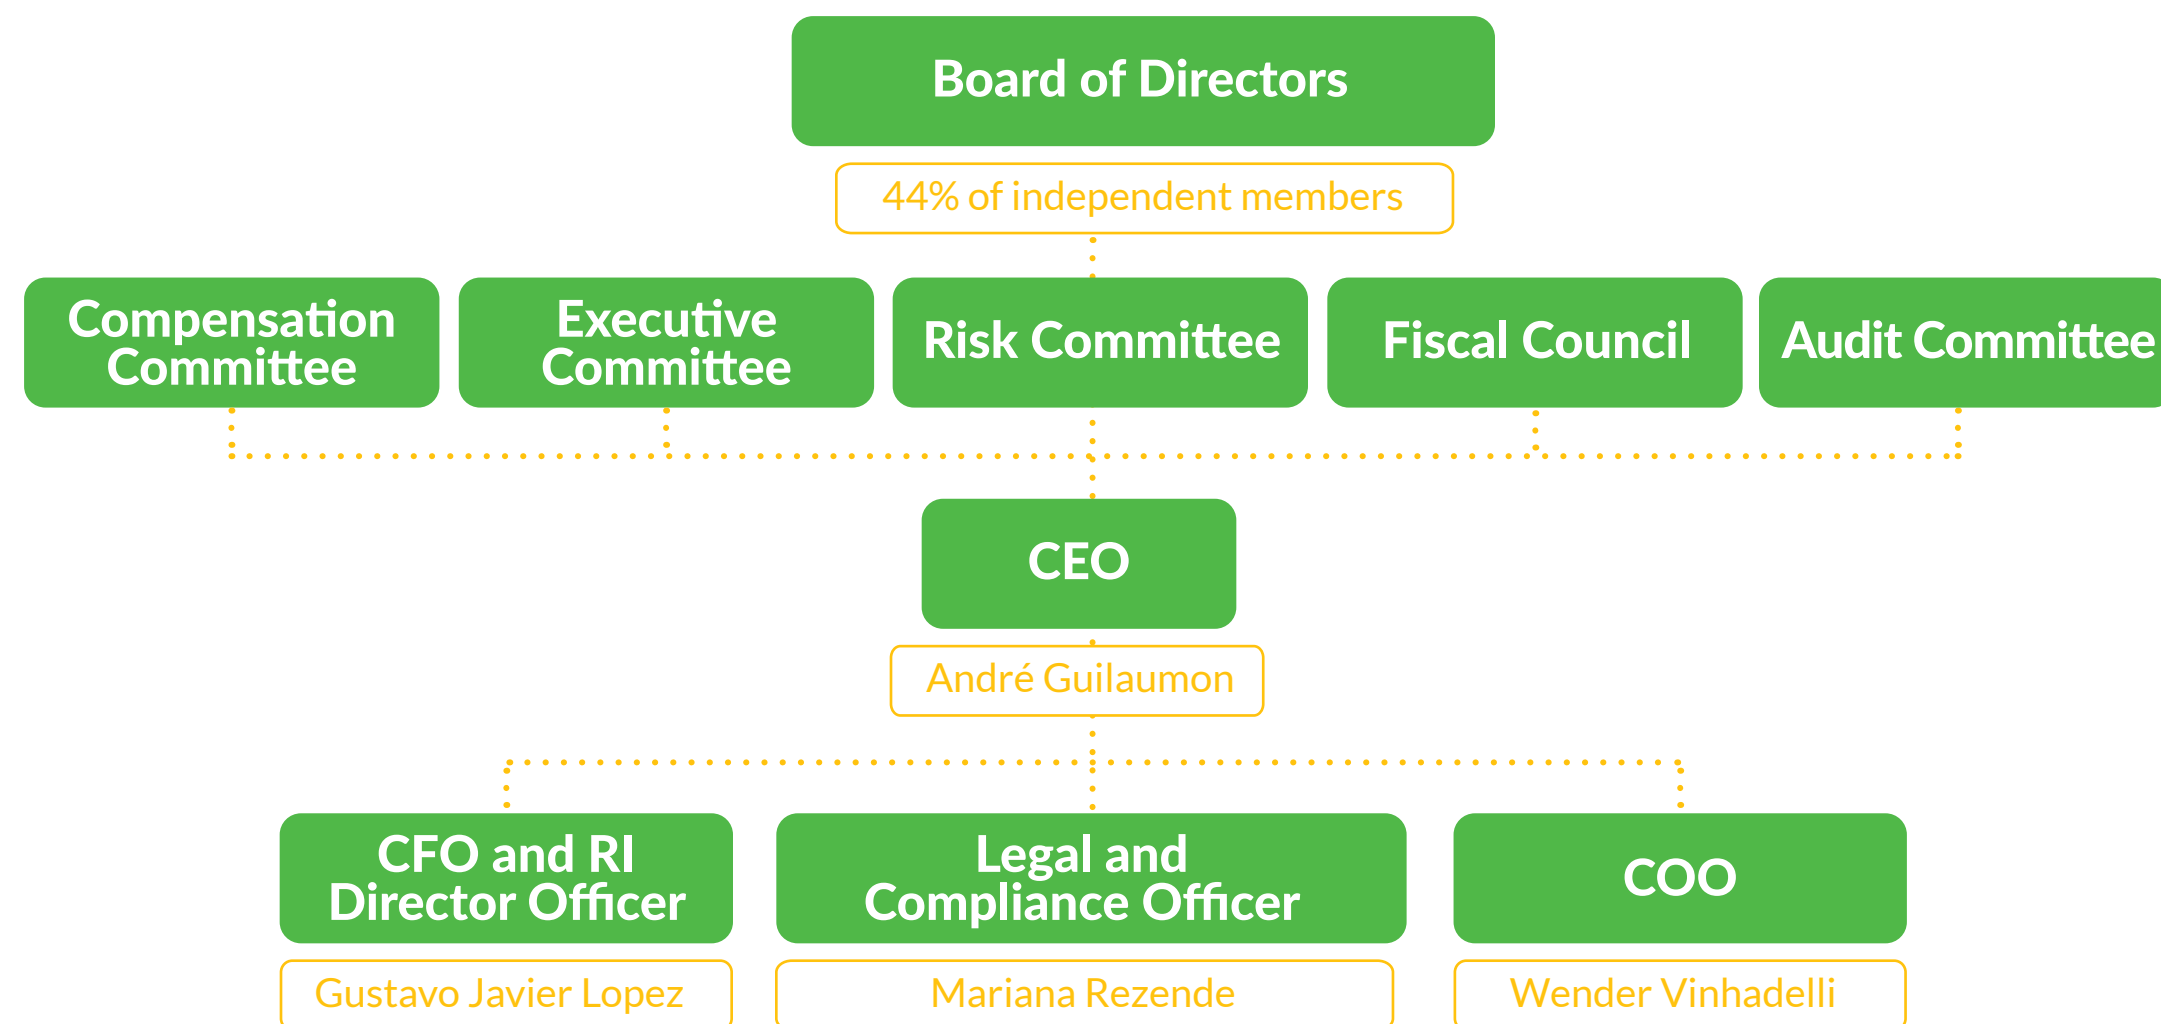 Board of Directors
44% of independent members
Compensation
Committee
Executive
Committee
Risk Committee
Fiscal Council
Audit Committee
CEO
André Guilaumon
CFO and RI
Director Officer
Legal and
Compliance Officer
COO
Gustavo Javier Lopez
Mariana Rezende
Wender Vinhadelli